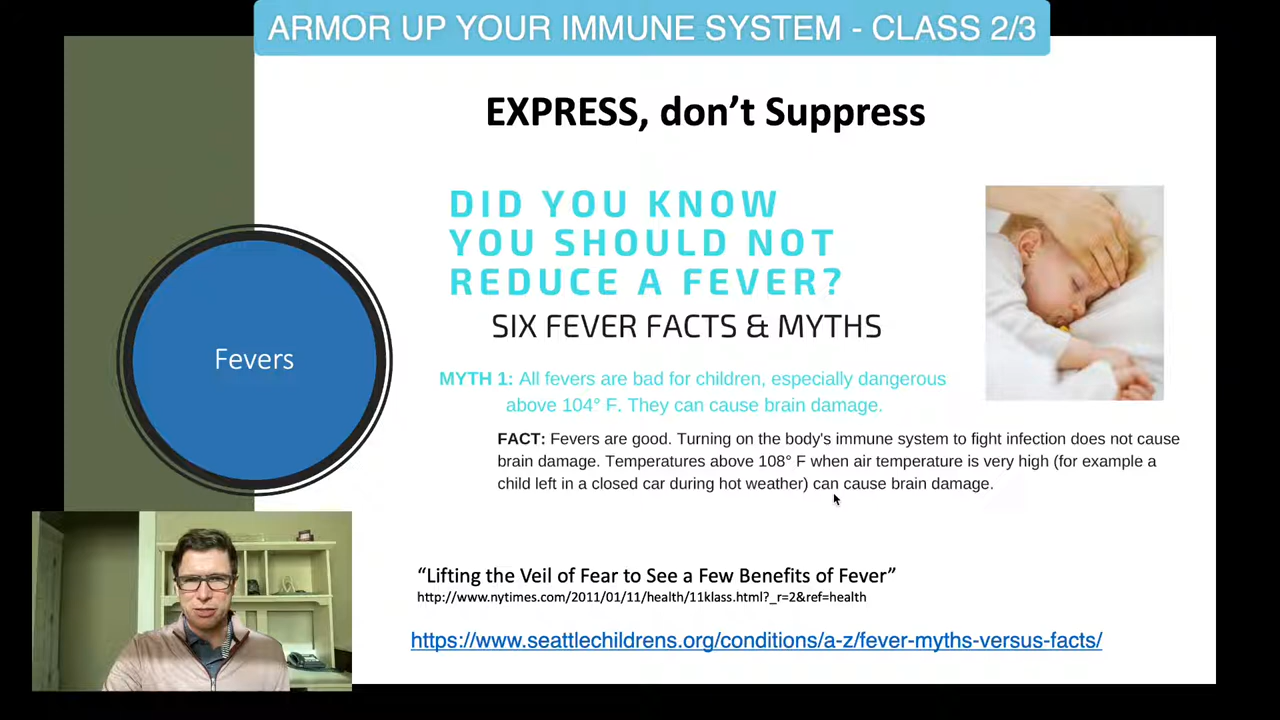 ARMOR UP YOUR IMMUNE SYSTEM - CLASS 2/3
EXPRESS, don’t Suppress
DID YOU KNOW
YOU SHOULD NOT
REDUCE A FEVER?
SIX FEVER FACTS & MYTHS
Fevers
MYTH 1: All fevers are bad for children, especially dangerous
above 104° F. They can cause brain damage.
FACT: Fevers are good. Turning on the body's immune system to fight infection does not cause
brain damage. Temperatures above 108° F when air temperature is very high (for example a
child left in a closed car during hot weather) can cause brain damage.
“Lifting the Veil of Fear to See a Few Benefits of Fever”
http://www.nytimes.com/2011/01/11/health/11klass.html?_r=2&ref=health
https://www.seattlechildrens.org/conditions/a-z/fever-myths-versus-facts/